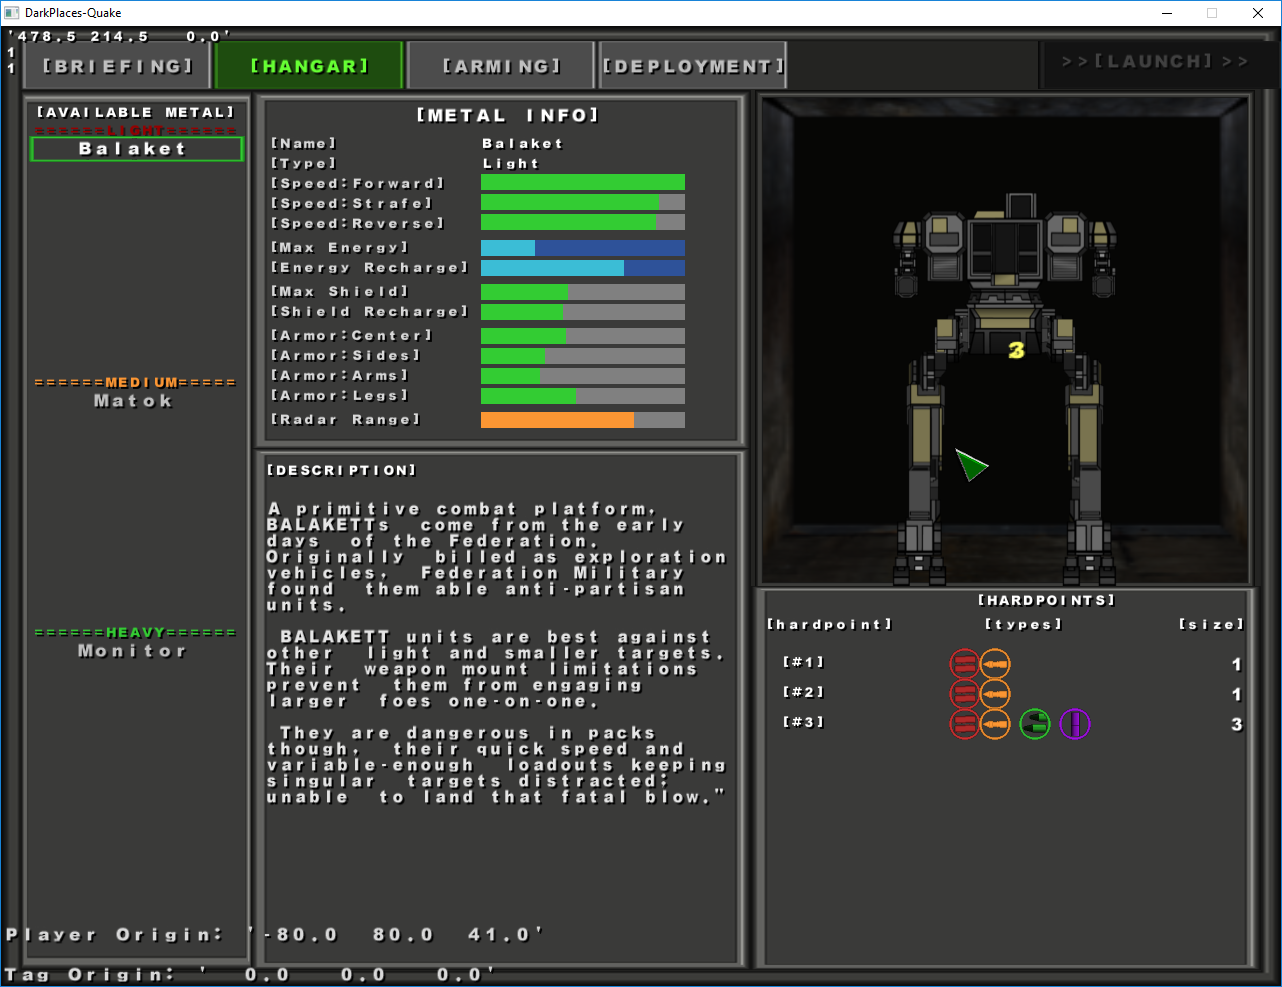 DarkPlaces-Quake
'478.5 214.5 0.0'
1
1
[BRIEFING] [HANGAR] [ARMING] [DEPLOYMENT] >>[LAUNCH]>>
[AVAILABLE METAL]
======LIGHT======
Balaket
======MEDIUM=====
Matok
======HEAVY======
Monitor
[METAL INFO]
[Name] Balaket
[Type] Light
[Speed:Forward]
[Speed:Strafe]
[Speed:Reverse]
[Max Energy]
[Energy Recharge]
[Max Shield]
[Shield Recharge]
[Armor:Center]
[Armor:Sides]
[Armor:Arms]
[Armor:Legs]
[Radar Range]
[DESCRIPTION]
A primitive combat platform,
BALAKETTs come from the early
days of the Federation.
Originally billed as exploration
vehicles, Federation Military
found them able anti-partisan
units.
BALAKETT units are best against
other light and smaller targets.
Their weapon mount limitations
prevent them from engaging
larger foes one-on-one.
They are dangerous in packs
though, their quick speed and
variable-enough loadouts keeping
singular targets distracted;
unable to land that fatal blow."
3
[HARDPOINTS]
[hardpoint] [types] [size]
[#1] 1
[#2] 1
[#3] 3
Player Origin: '-80.0 80.0 41.0'
Tag Origin: ' 0.0 0.0 0.0'